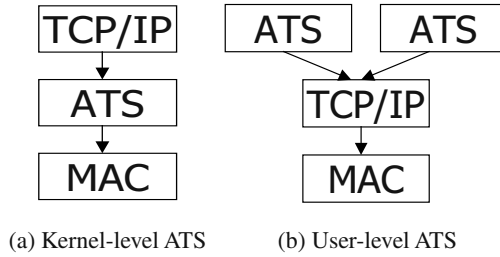 TCP/IP
ATS
MAC
(a) Kernel-level ATS
ATS ATS
TCP/IP
MAC
(b) User-level ATS